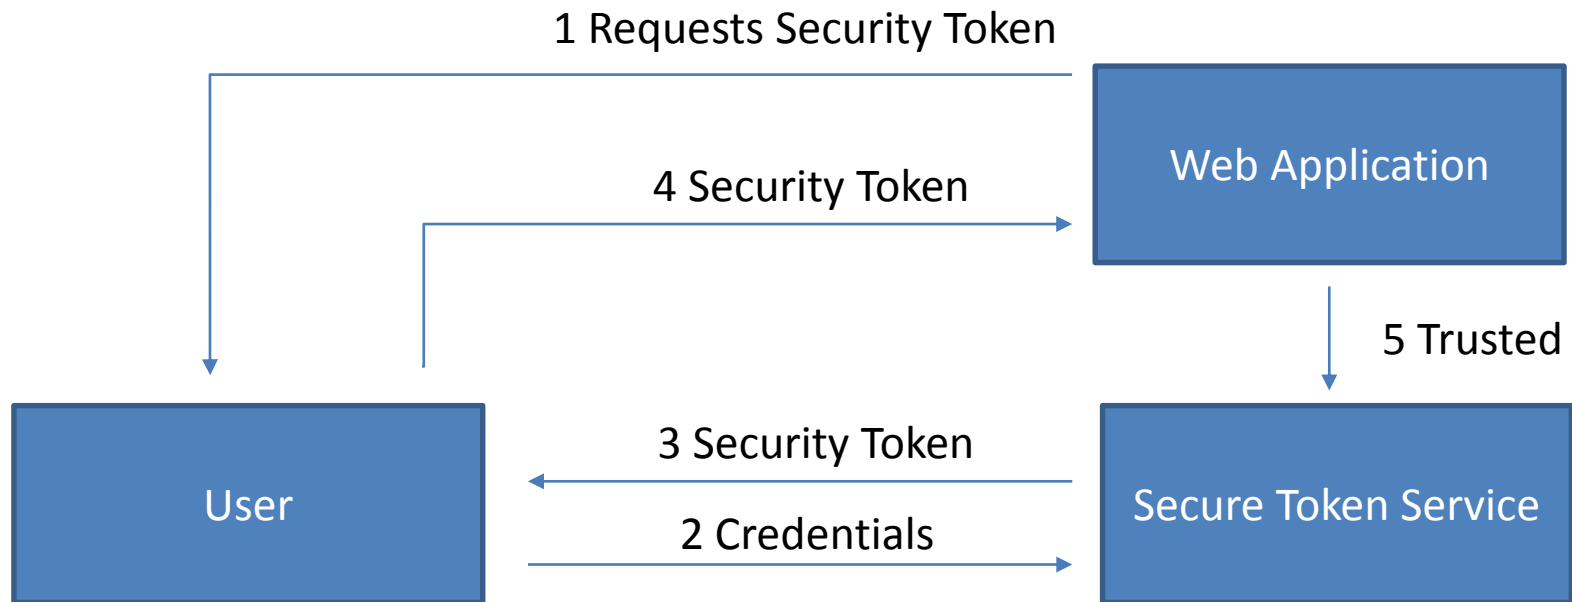 1 Requests Security Token
Web Application
4 Security Token
5 Trusted
3 Security Token
User
Secure Token Service
2 Credentials